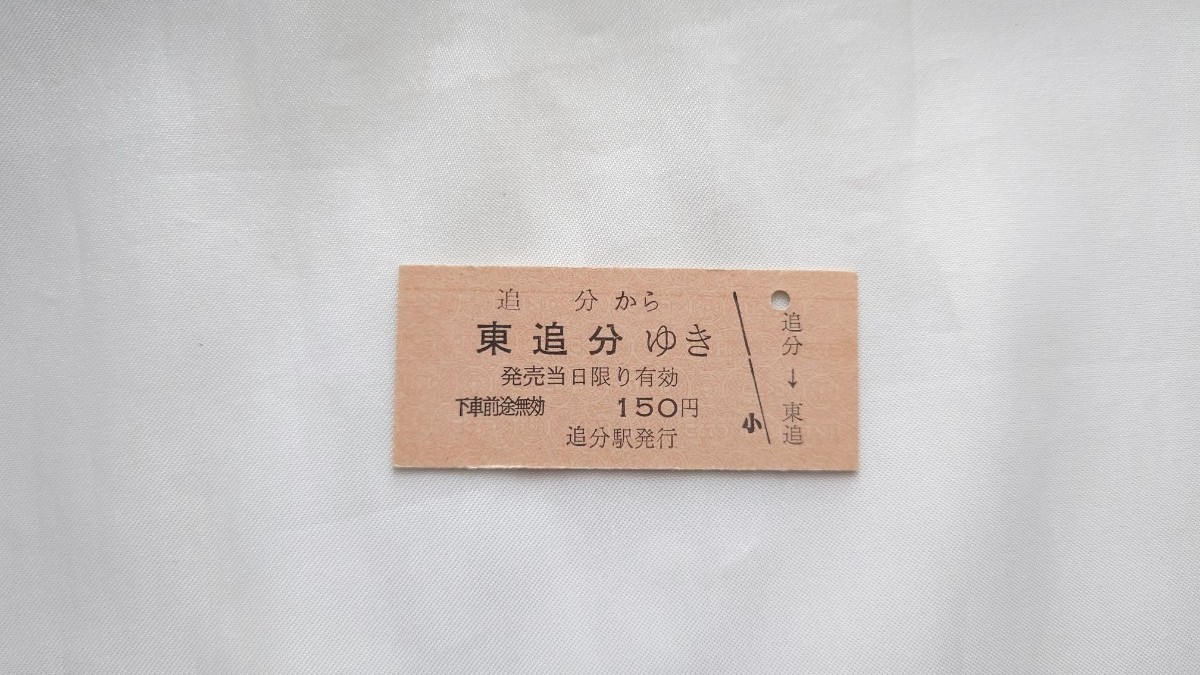 追分から
東追分ゆき
発売当日限り有効
下車前途無効 150円
追分駅発行
小
追分→東追